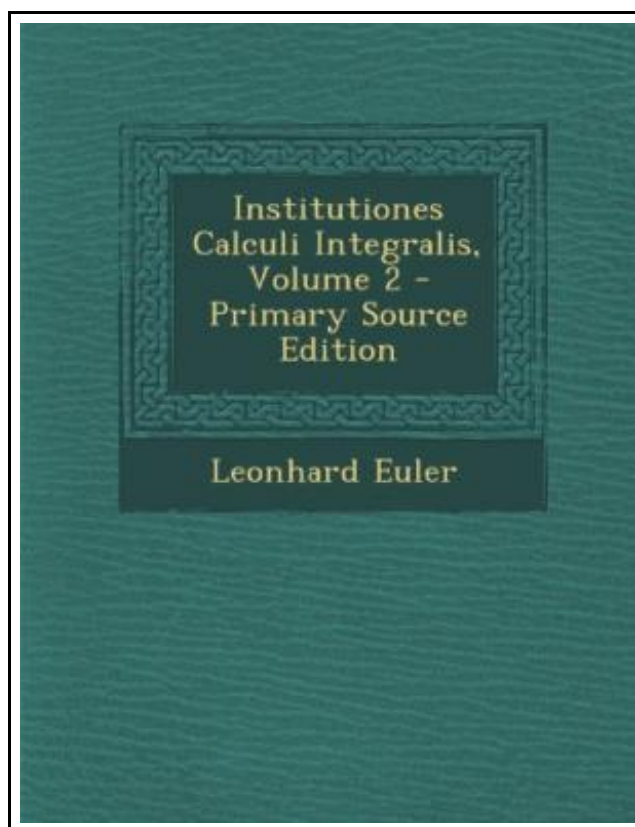 Institutiones
Calculi Integralis,
Volume 2 -
Primary Source
Edition
Leonhard Euler